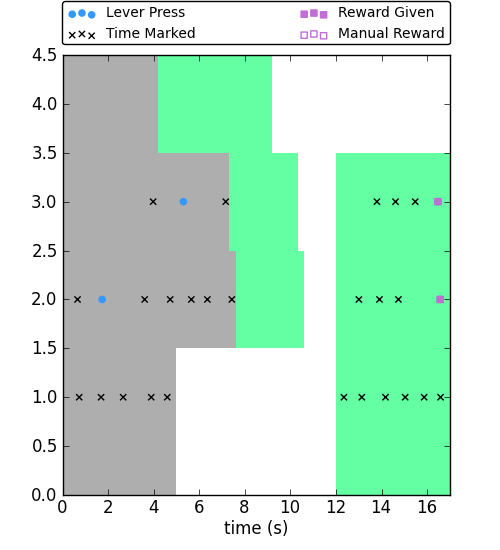 Lever Press
Reward Given
Time Marked
Manual Reward
4.5
4.0
3.5
3.0
2.5
2.0
1.5
1.0
0.5
0.0
0 2 4 6 8 10 12 14 16
time (s)